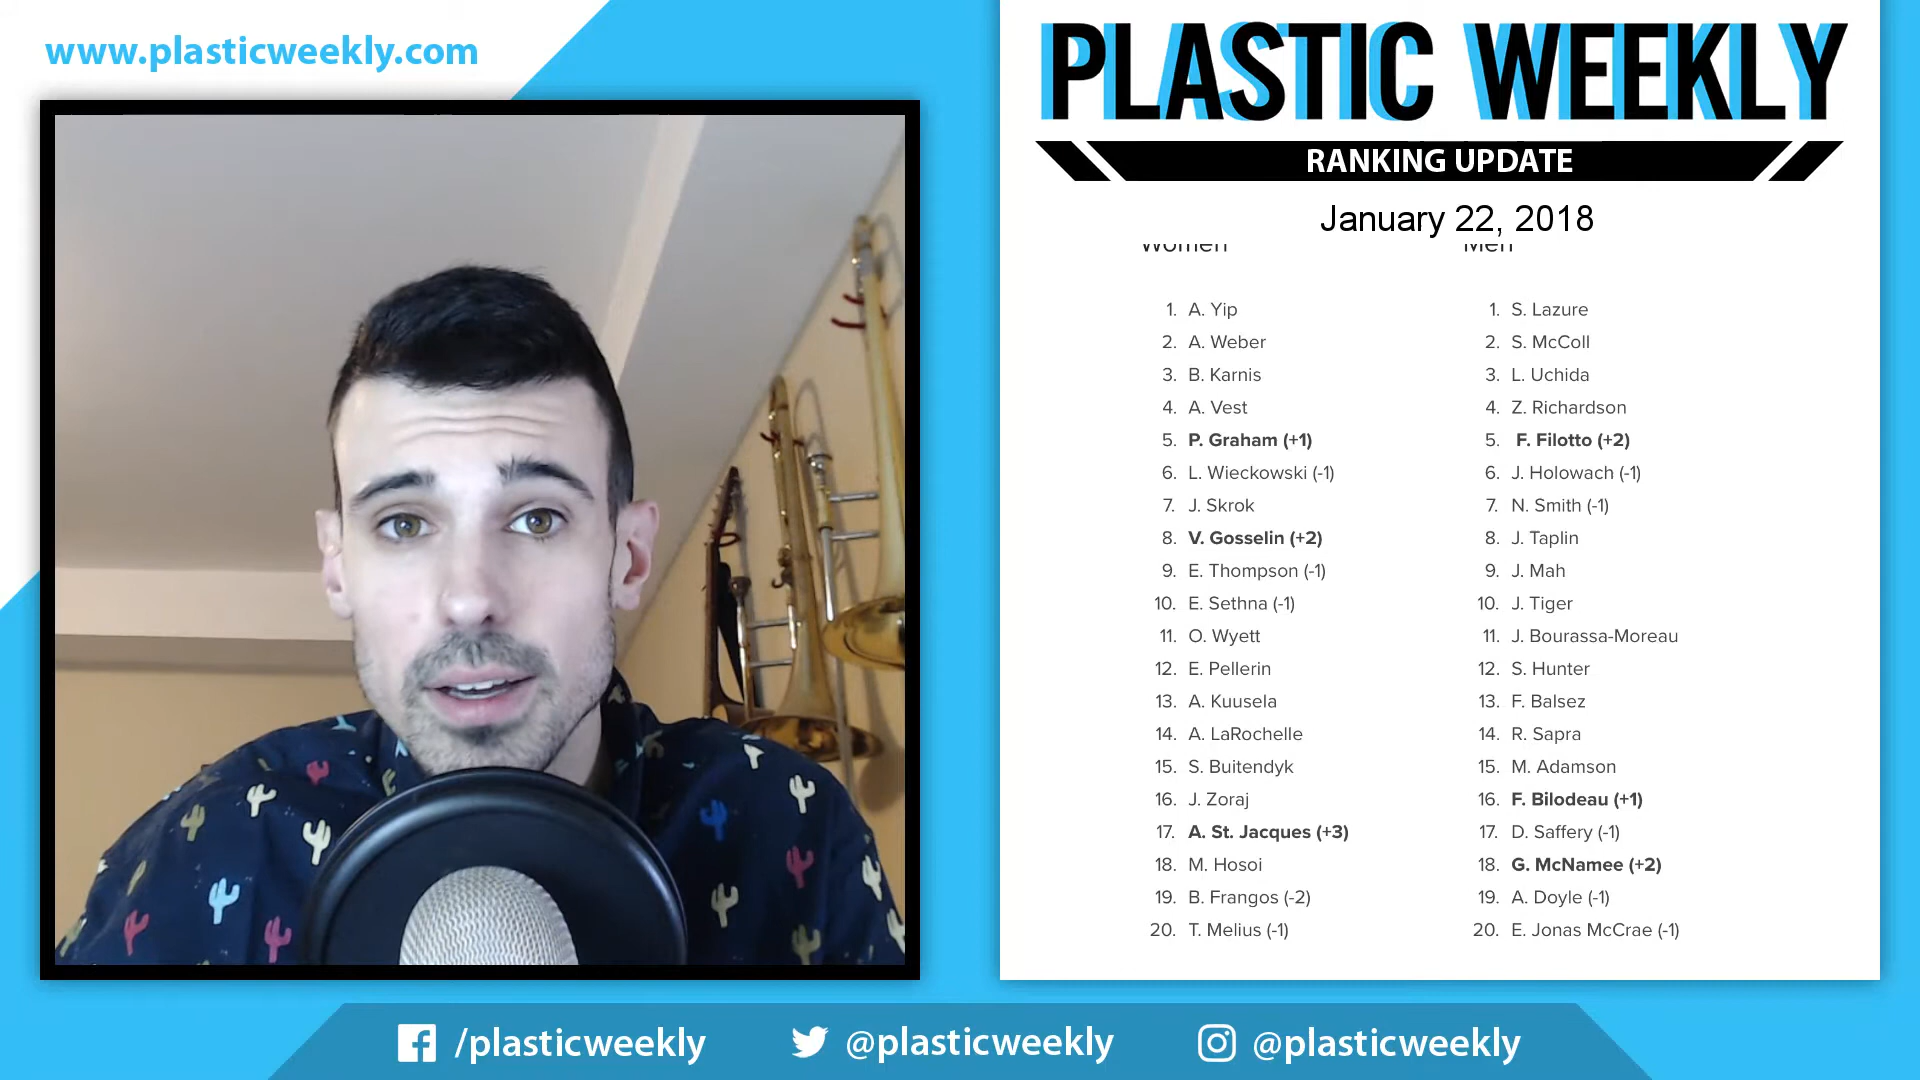 www.plasticweekly.com
PLASTIC WEEKLY
RANKING UPDATE
January 22, 2018
Women
1. A. Yip
2. A. Weber
3. B. Karnis
4. A. Vest
5. P. Graham (+1)
6. L. Wieckowski (-1)
7. J. Skrok
8. V. Gosselin (+2)
9. E. Thompson (-1)
10. E. Sethna (-1)
11. O. Wyett
12. E. Pellerin
13. A. Kuusela
14. A. LaRochelle
15. S. Buitendyk
16. J. Zoraj
17. A. St. Jacques (+3)
18. M. Hosoi
19. B. Frangos (-2)
20. T. Melius (-1)
Men
1. S. Lazure
2. S. McColl
3. L. Uchida
4. Z. Richardson
5. F. Filotto (+2)
6. J. Holowach (-1)
7. N. Smith (-1)
8. J. Taplin
9. J. Mah
10. J. Tiger
11. J. Bourassa-Moreau
12. S. Hunter
13. F. Balsez
14. R. Sapra
15. M. Adamson
16. F. Bilodeau (+1)
17. D. Saffery (-1)
18. G. McNamee (+2)
19. A. Doyle (-1)
20. E. Jonas McCrae (-1)
/plasticweekly
@plasticweekly
@plasticweekly